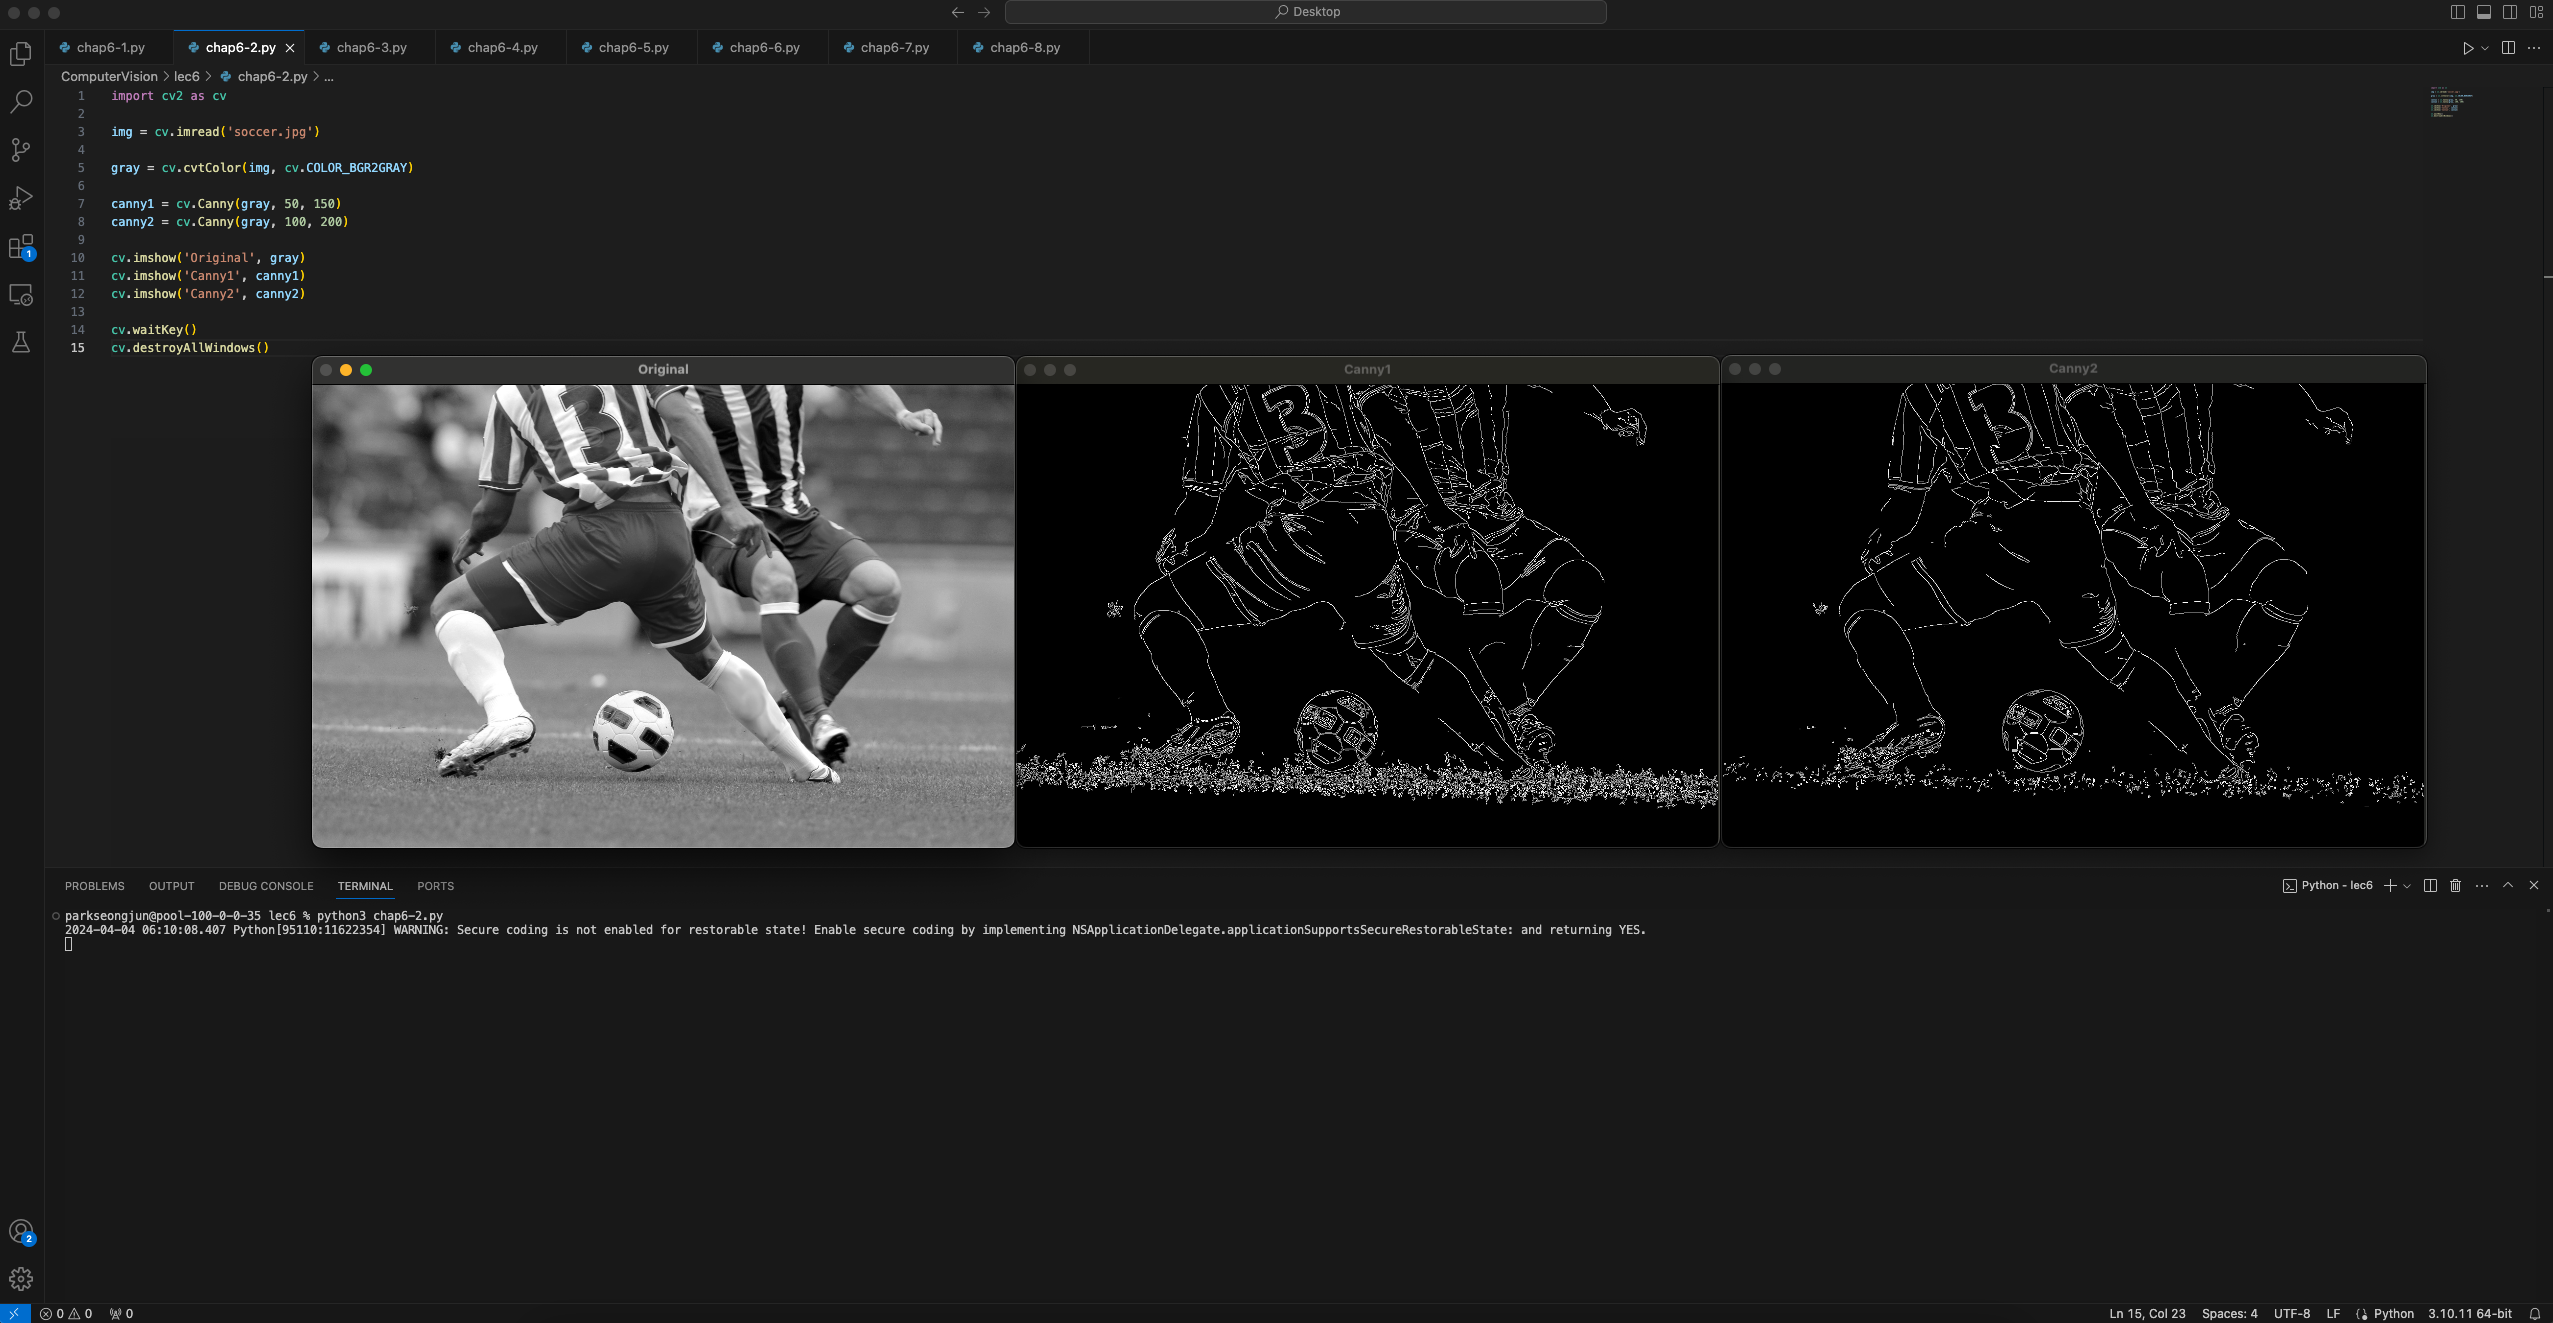 Desktop
chap6-1.py chap6-2.py chap6-3.py chap6-4.py chap6-5.py chap6-6.py chap6-7.py chap6-8.py
ComputerVision > lec6 > chap6-2.py > ...
1 import cv2 as cv
2
3 img = cv.imread('soccer.jpg')
4
5 gray = cv.cvtColor(img, cv.COLOR_BGR2GRAY)
6
7 canny1 = cv.Canny(gray, 50, 150)
8 canny2 = cv.Canny(gray, 100, 200)
9
10 cv.imshow('Original', gray)
11 cv.imshow('Canny1', canny1)
12 cv.imshow('Canny2', canny2)
13
14 cv.waitKey()
15 cv.destroyAllWindows()
1
Original Canny1 Canny2
3 3 3
PROBLEMS OUTPUT DEBUG CONSOLE TERMINAL PORTS Python - lec6
parkseongjun@pool-100-0-0-35 lec6 % python3 chap6-2.py
2024-04-04 06:10:08.407 Python[95110:11622354] WARNING: Secure coding is not enabled for restorable state! Enable secure coding by implementing NSApplicationDelegate.applicationSupportsSecureRestorableState: and returning YES.
2
0 0 0 Ln 15, Col 23 Spaces: 4 UTF-8 LF Python 3.10.11 64-bit